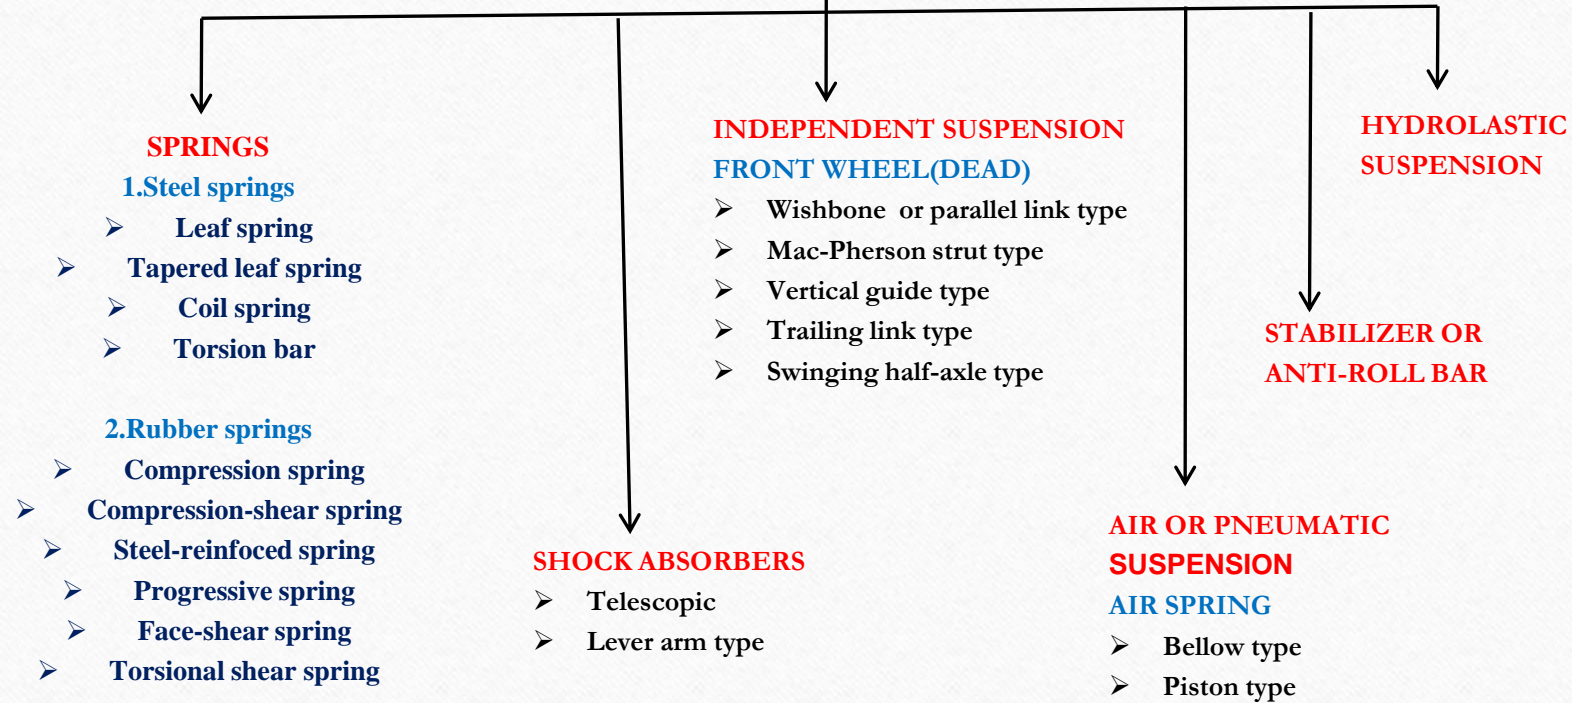 SPRINGS
1.Steel springs
➢ Leaf spring
➢ Tapered leaf spring
➢ Coil spring
➢ Torsion bar
2.Rubber springs
➢ Compression spring
➢ Compression-shear spring
➢ Steel-reinfoced spring
➢ Progressive spring
➢ Face-shear spring
➢ Torsional shear spring
SHOCK ABSORBERS
➢ Telescopic
➢ Lever arm type
INDEPENDENT SUSPENSION
FRONT WHEEL(DEAD)
➢ Wishbone or parallel link type
➢ Mac-Pherson strut type
➢ Vertical guide type
➢ Trailing link type
➢ Swinging half-axle type
AIR OR PNEUMATIC
SUSPENSION
AIR SPRING
➢ Bellow type
➢ Piston type
STABILIZER OR
ANTI-ROLL BAR
HYDROLASTIC
SUSPENSION